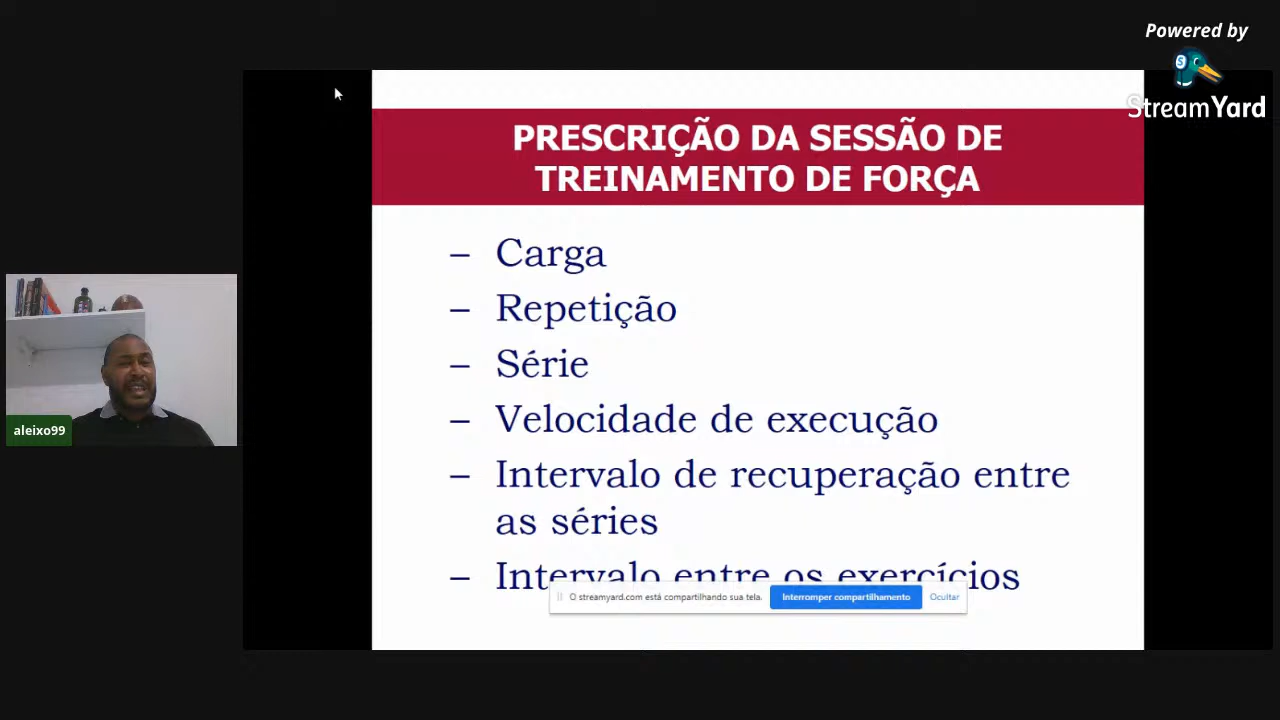 Powered by
StreamYard
PRESCRIÇÃO DA SESSÃO DE
TREINAMENTO DE FORÇA
– Carga
– Repetição
– Série
– Velocidade de execução
– Intervalo de recuperação entre
as séries
– Intervalo entre os exercícios
O streamyard.com está compartilhando sua tela.
Interromper compartilhamento
Ocultar
aleixo99